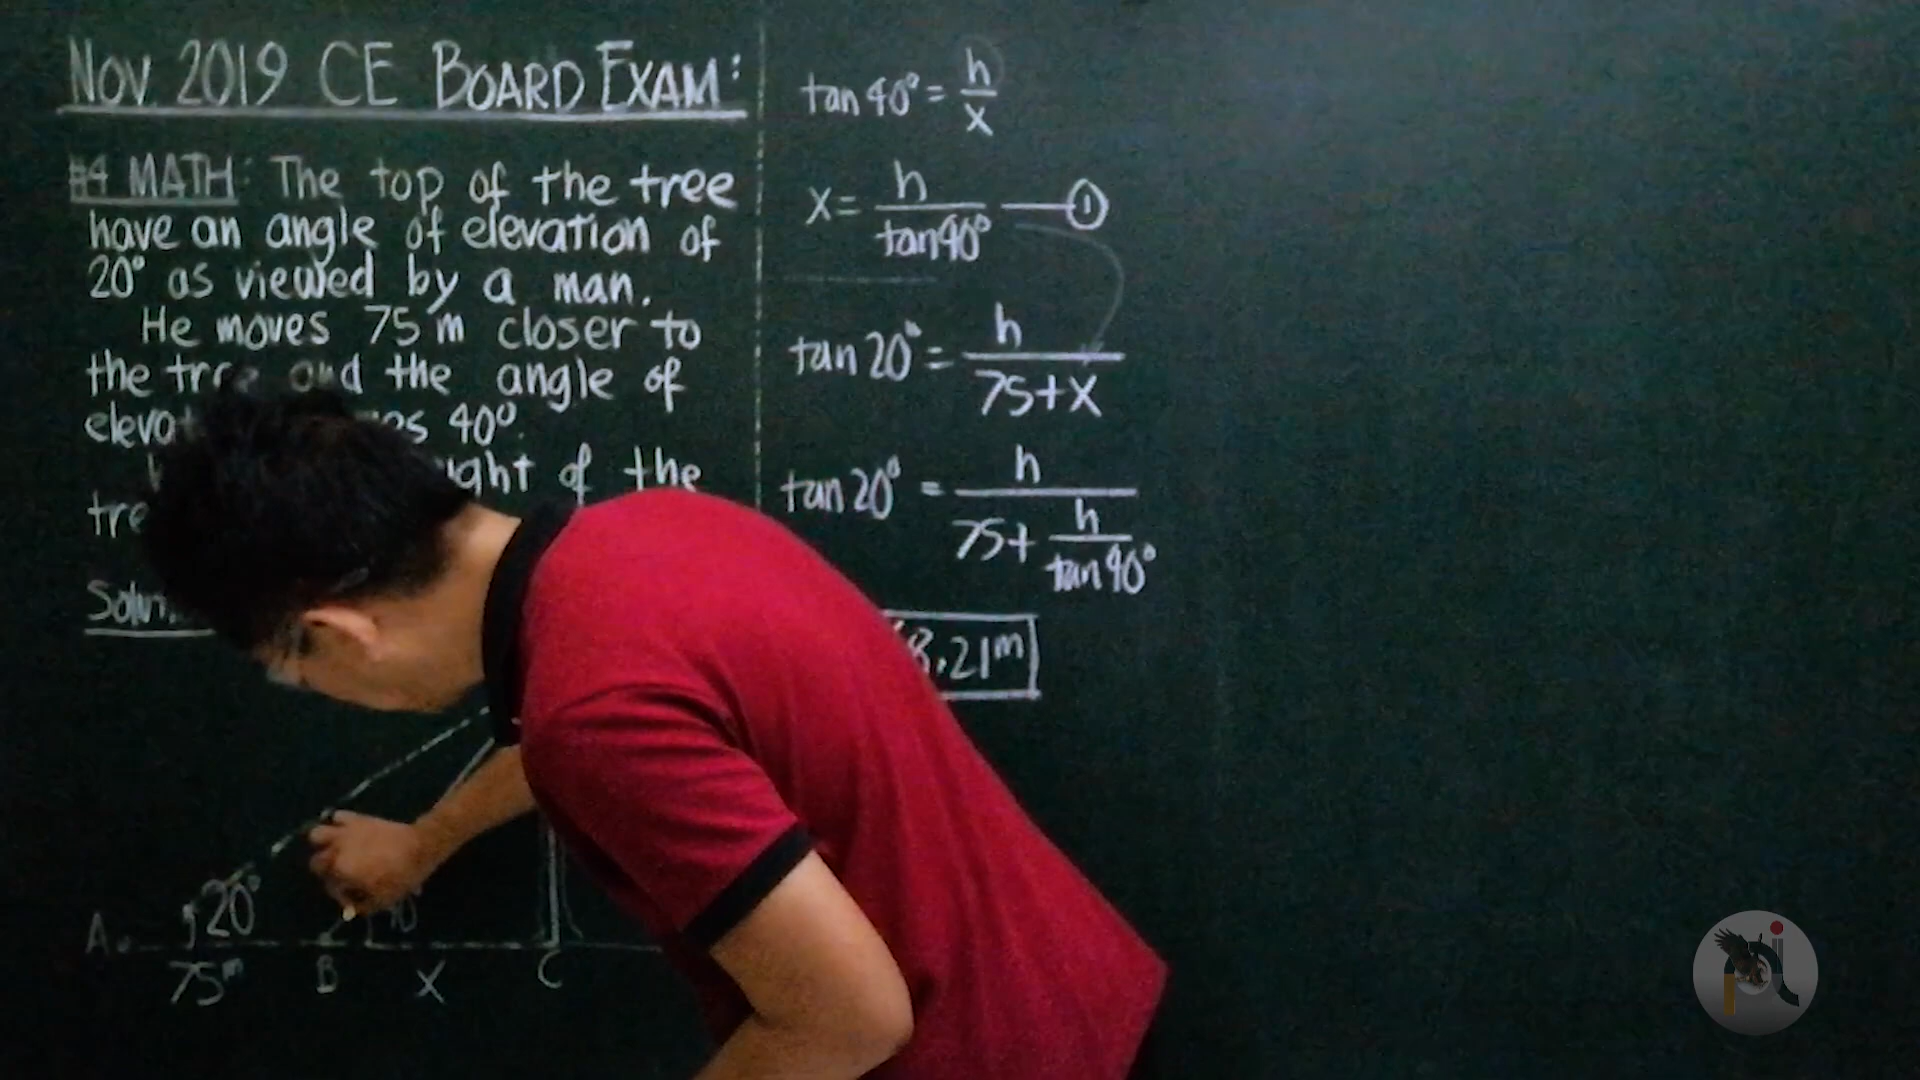 NOV. 2019 CE BOARD EXAM:
#4 MATH: The top of the tree
have an angle of elevation of
20° as viewed by a man.
He moves 75 m closer to
the tree and the angle of
40°.
of the
tan 40° = h/x
x = h/tan40° — ①
tan 20° = h/75+x
tan 20° = h/75+h/tan40°
8.21m
20°
A.
75m B x C